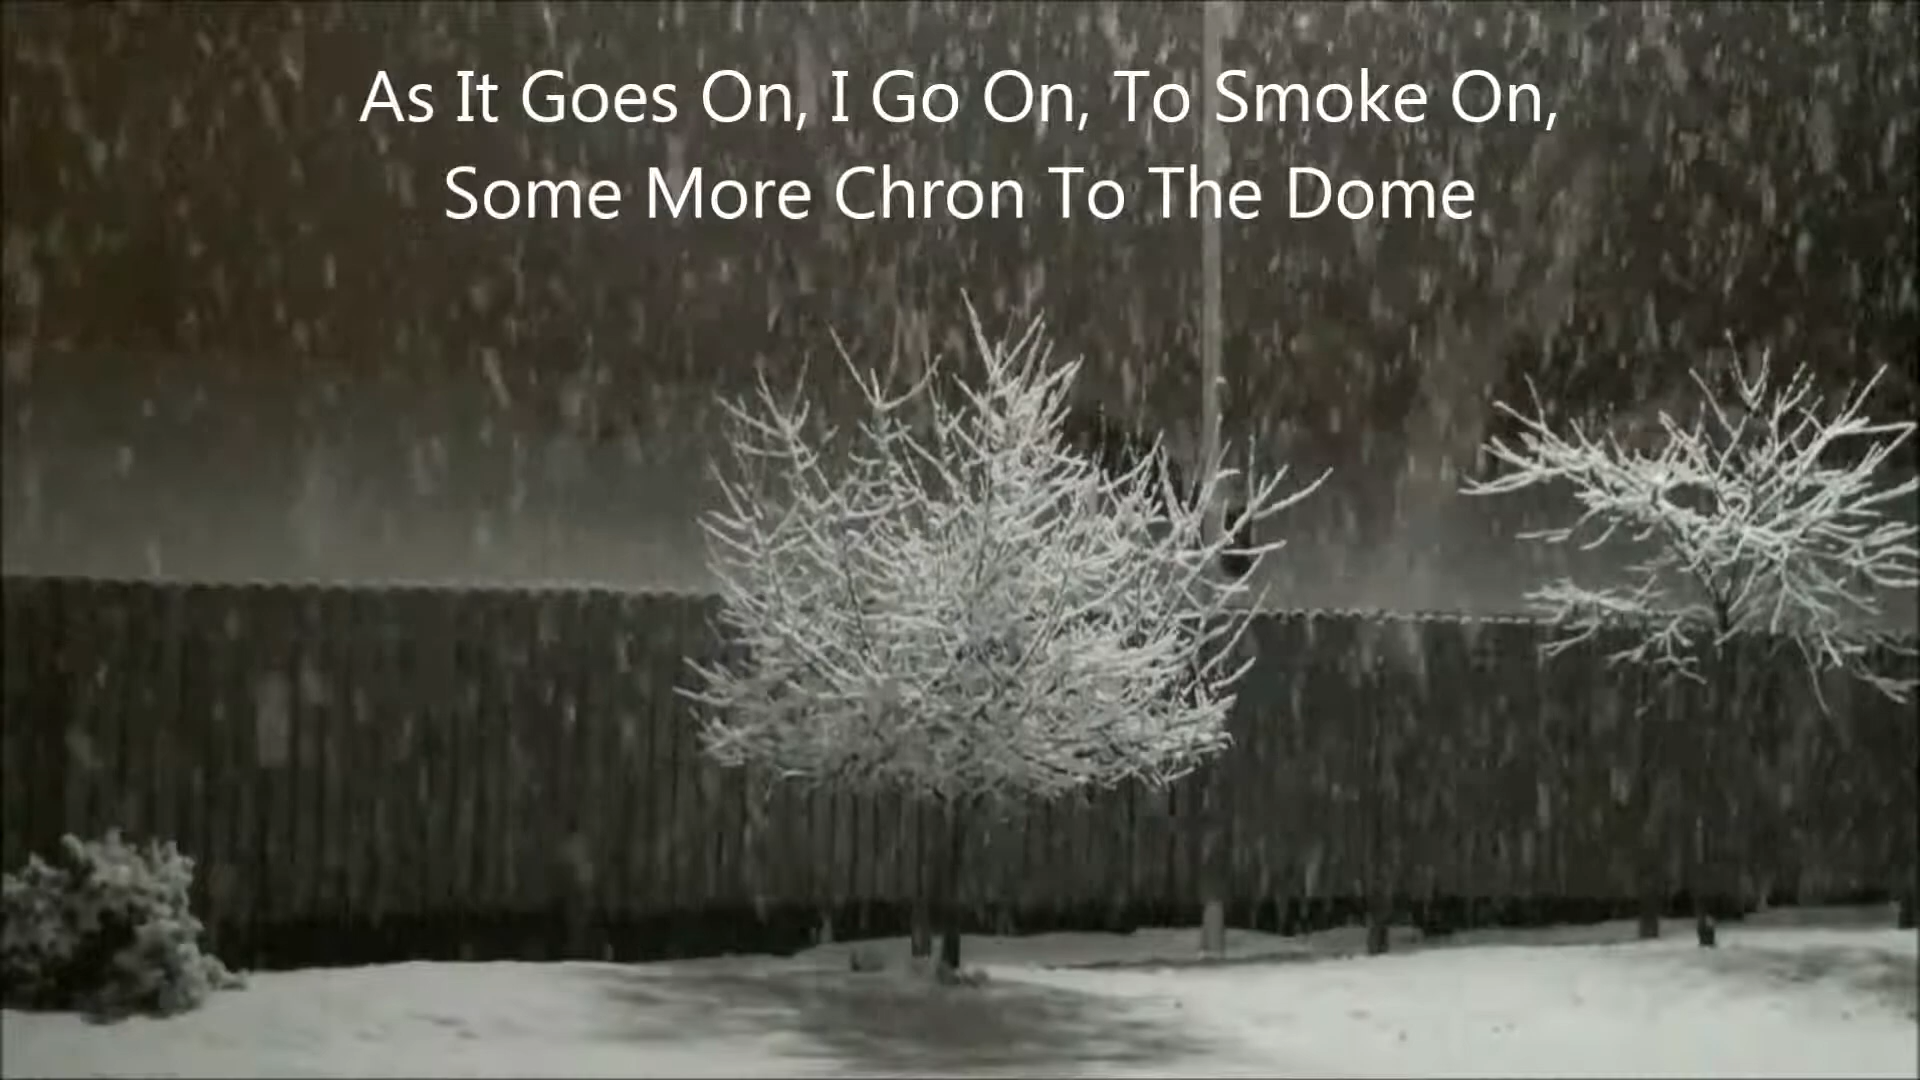 As It Goes On, I Go On, To Smoke On,
Some More Chron To The Dome